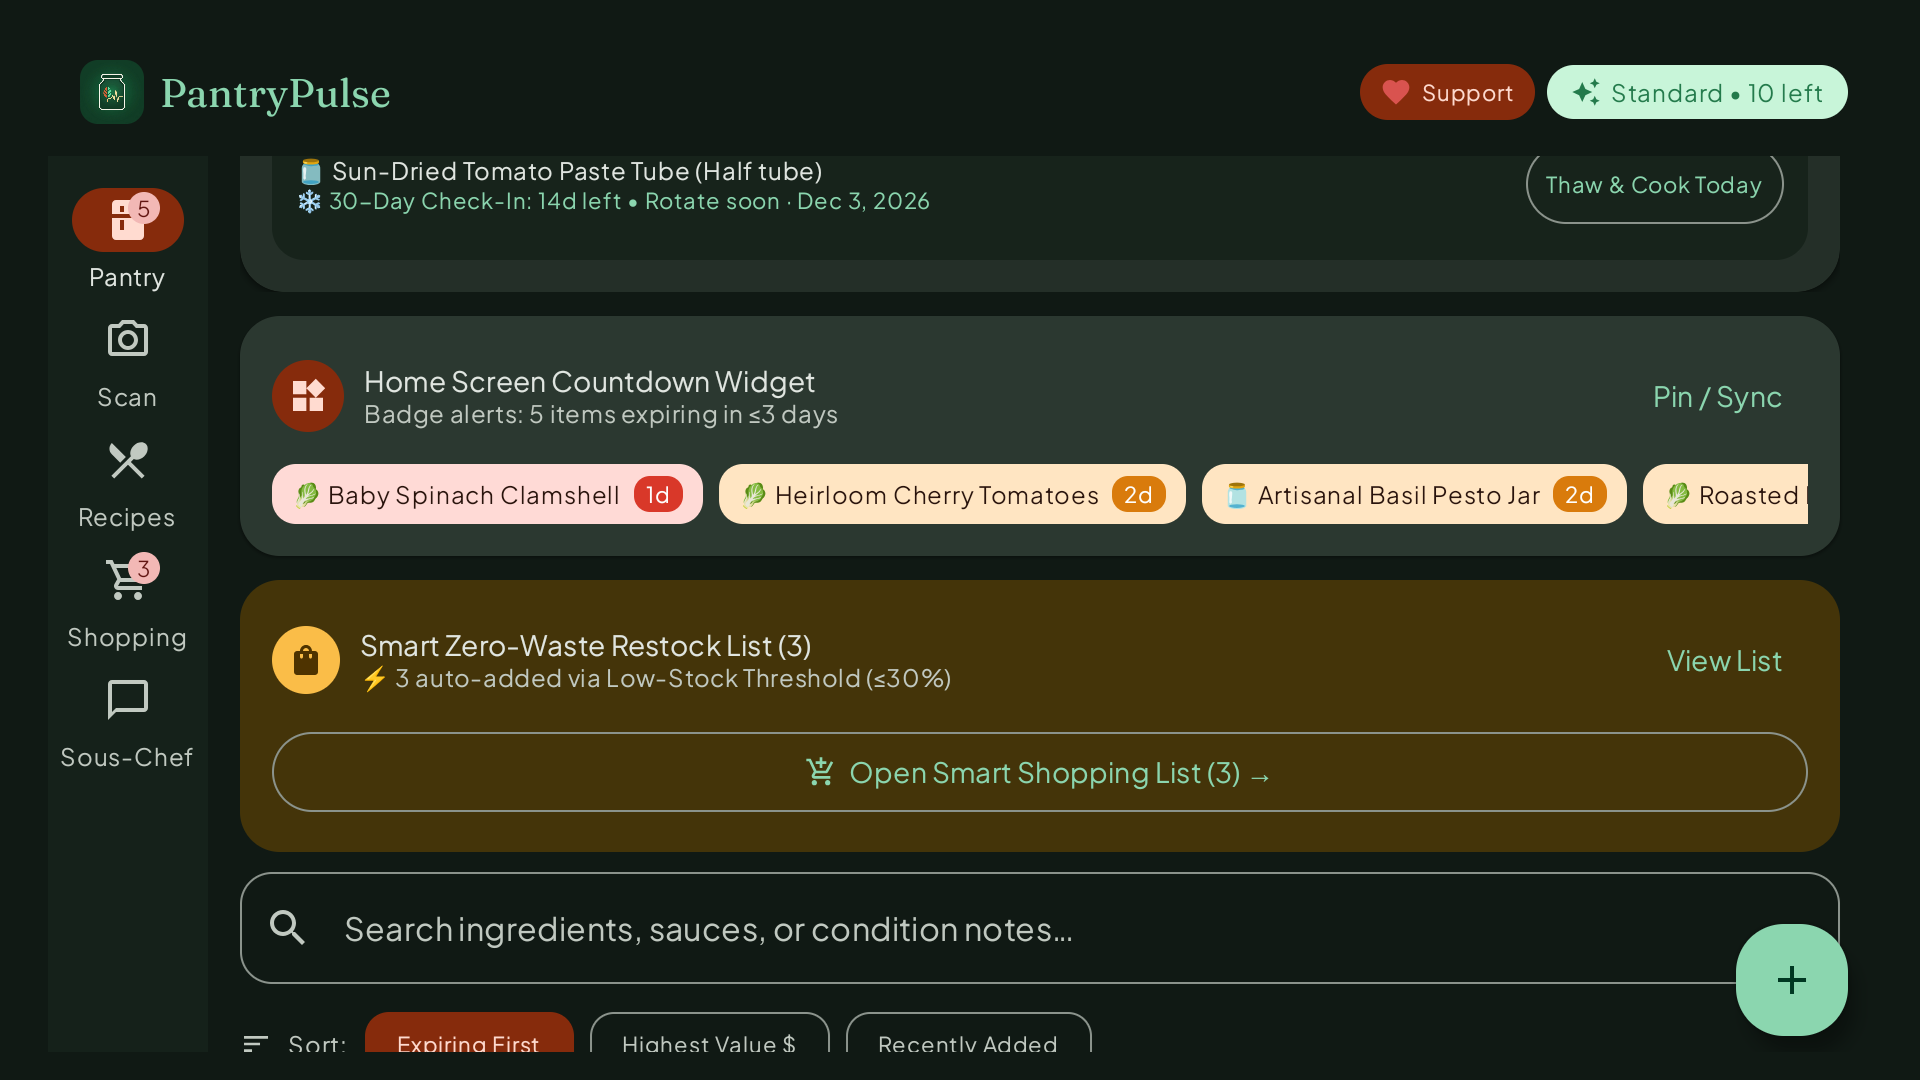 PantryPulse
Support
Standard • 10 left
5
Pantry
Scan
Recipes
3
Shopping
Sous-Chef
Sun-Dried Tomato Paste Tube (Half tube)
30-Day Check-In: 14d left • Rotate soon · Dec 3, 2026
Thaw & Cook Today
Home Screen Countdown Widget
Badge alerts: 5 items expiring in ≤3 days
Pin / Sync
Baby Spinach Clamshell 1d
Heirloom Cherry Tomatoes 2d
Artisanal Basil Pesto Jar 2d
Roasted
Smart Zero-Waste Restock List (3)
⚡ 3 auto-added via Low-Stock Threshold (≤30%)
View List
Open Smart Shopping List (3) →
Search ingredients, sauces, or condition notes...
Sort:
Expiring First
Highest Value $
Recently Added